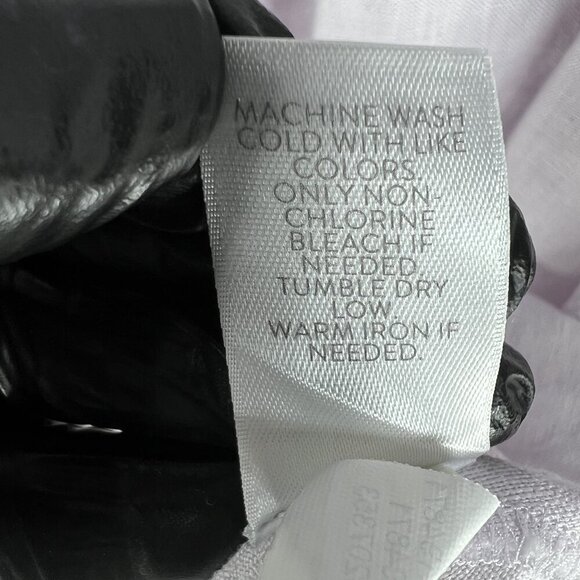 MACHINE WASH
COLD WITH LIKE
COLORS.
ONLY NON-
CHLORINE
BLEACH IF
NEEDED.
TUMBLE DRY
LOW.
WARM IRON IF
NEEDED.